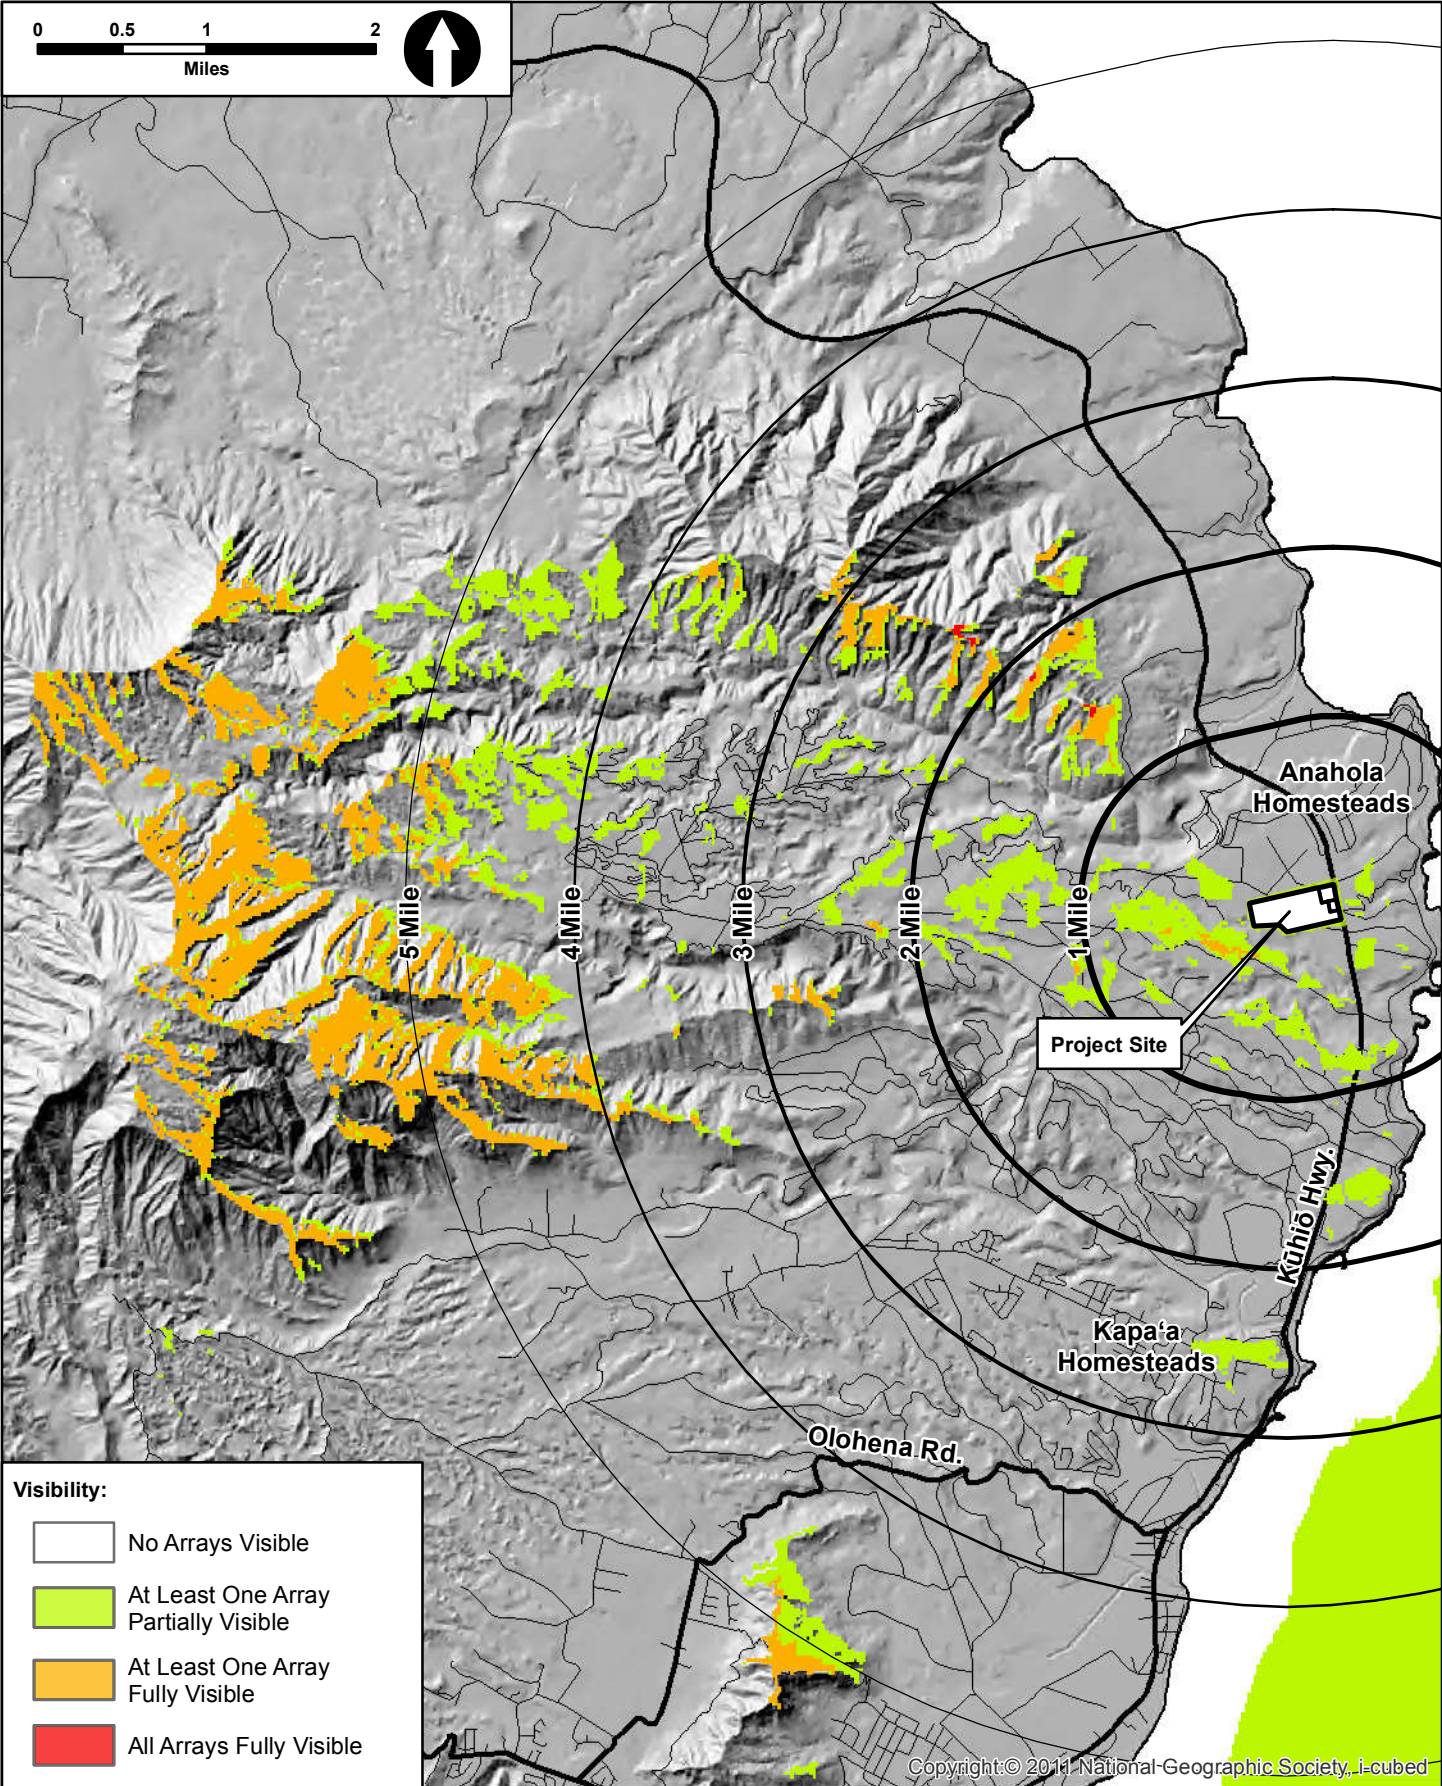 0 0.5 1 2
Miles
Anahola
Homesteads
5 Mile
4 Mile
3 Mile
2 Mile
1 Mile
Project Site
Kūhiō Hwy.
Kapaʻa
Homesteads
Olohena Rd.
Visibility:
No Arrays Visible
At Least One Array
Partially Visible
At Least One Array
Fully Visible
All Arrays Fully Visible
Copyright:© 2011 National Geographic Society, i-cubed